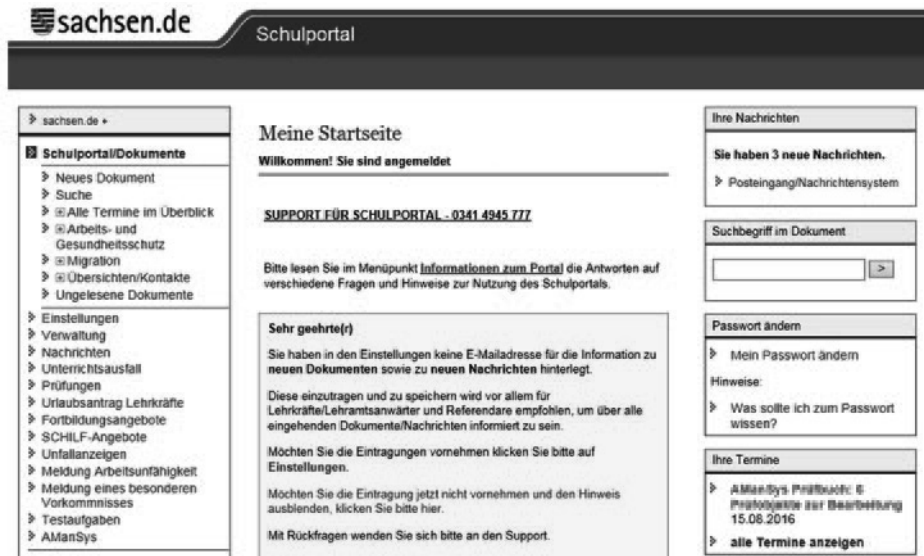 sachsen.de
Schulportal
sachsen.de +
Schulportal/Dokumente
Neues Dokument
Suche
Alle Termine im Überblick
Arbeits- und
Gesundheitsschutz
Migration
Übersichten/Kontakte
Ungelesene Dokumente
Einstellungen
Verwaltung
Nachrichten
Unterrichtsausfall
Prüfungen
Urlaubsantrag Lehrkräfte
Fortbildungsangebote
SCHILF-Angebote
Unfallanzeigen
Meldung Arbeitsunfähigkeit
Meldung eines besonderen
Vorkommnisses
Testaufgaben
AManSys
Meine Startseite
Willkommen! Sie sind angemeldet
SUPPORT FÜR SCHULPORTAL - 0341 4945 777
Bitte lesen Sie im Menüpunkt Informationen zum Portal die Antworten auf
verschiedene Fragen und Hinweise zur Nutzung des Schulportals.
Sehr geehrte(r)
Sie haben in den Einstellungen keine E-Mailadresse für die Information zu
neuen Dokumenten sowie zu neuen Nachrichten hinterlegt.
Diese einzutragen und zu speichern wird vor allem für
Lehrkräfte/Lehramtsanwärter und Referendare empfohlen, um über alle
eingehenden Dokumente/Nachrichten informiert zu sein.
Möchten Sie die Eintragungen vornehmen klicken Sie bitte auf
Einstellungen.
Möchten Sie die Eintragung jetzt nicht vornehmen und den Hinweis
ausblenden, klicken Sie bitte hier.
Mit Rückfragen wenden Sie sich bitte an den Support.
Ihre Nachrichten
Sie haben 3 neue Nachrichten.
Posteingang/Nachrichtensystem
Suchbegriff im Dokument
>
Passwort ändern
Mein Passwort ändern
Hinweise:
Was sollte ich zum Passwort
wissen?
Ihre Termine
AManSys Prüfbuch: 6
Prüfobjekte zur Bearbeitung
15.08.2016
alle Termine anzeigen